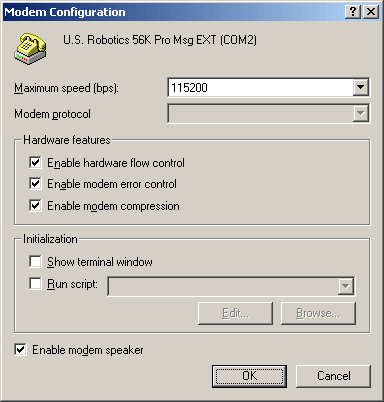 Modem Configuration
U.S. Robotics 56K Pro Msg EXT (COM2)
Maximum speed (bps):
115200
Modem protocol
Hardware features
Enable hardware flow control
Enable modem error control
Enable modem compression
Initialization
Show terminal window
Run script:
Edit...
Browse...
Enable modem speaker
OK
Cancel